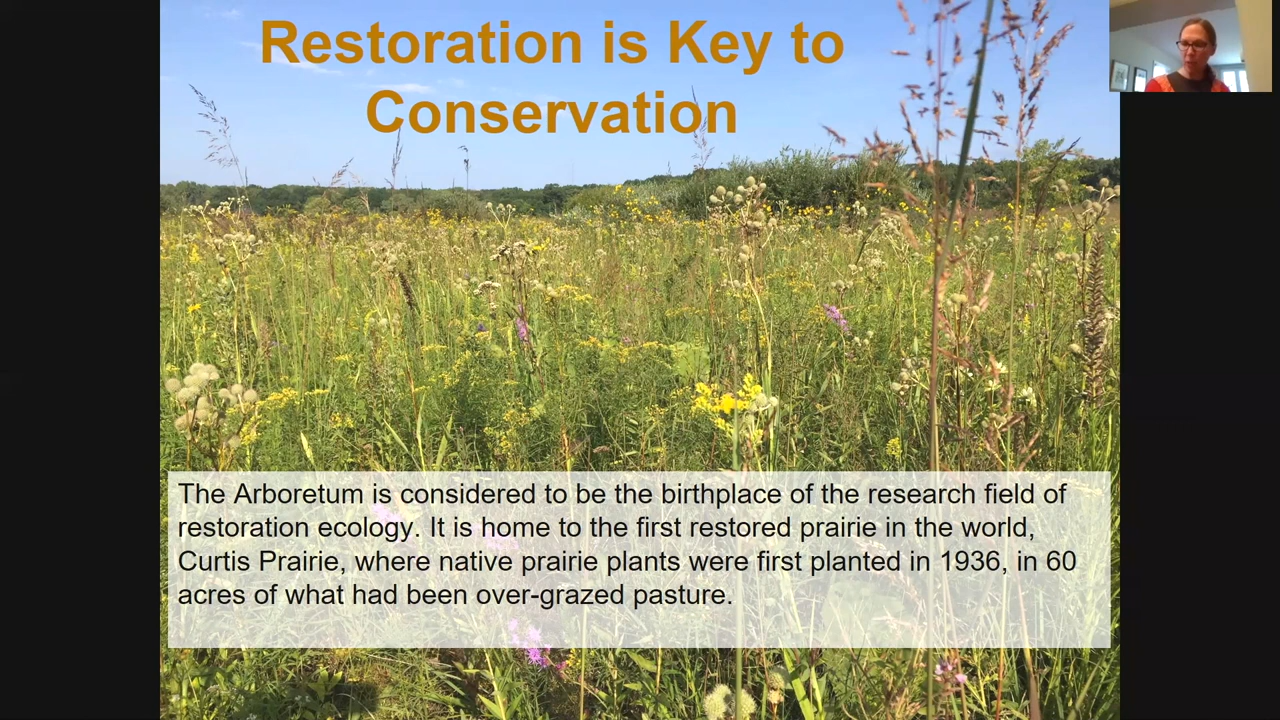 Restoration is Key to
Conservation
The Arboretum is considered to be the birthplace of the research field of
restoration ecology. It is home to the first restored prairie in the world,
Curtis Prairie, where native prairie plants were first planted in 1936, in 60
acres of what had been over-grazed pasture.